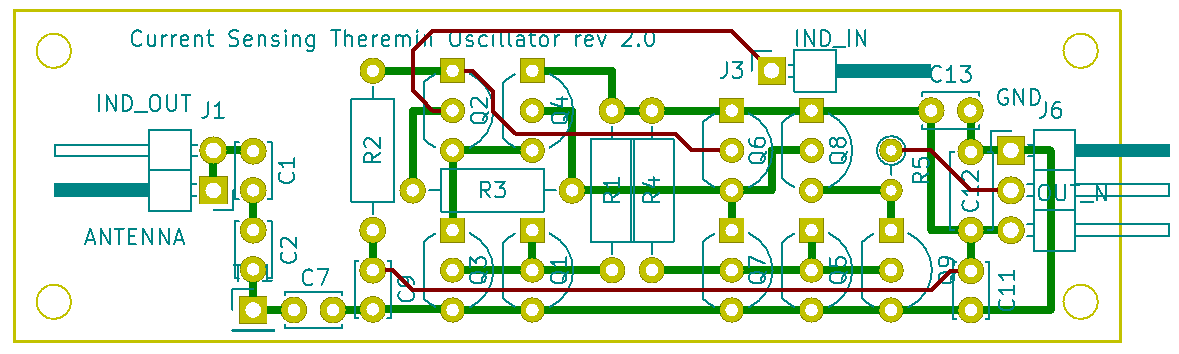 Current Sensing Theremin Oscillator rev 2.0
IND_IN
J3
C13
GND
J6
IND_OUT
J1
Q2
Q4
C1
R2
R3
R1
R4
Q6
Q8
R5
C12
ANTENNA
C2
C7
C9
Q3
Q1
Q7
Q5
Q9
C11